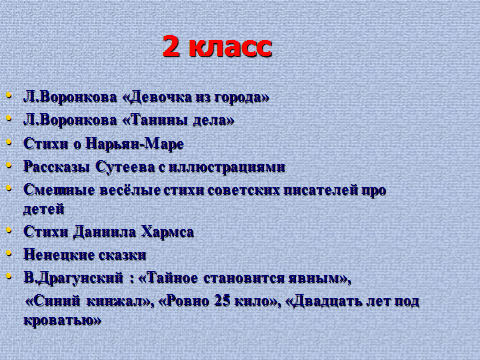 2 класс
Л.Воронкова «Девочка из города»
Л.Воронкова «Танины дела»
Стихи о Нарьян-Маре
Рассказы Сутеева с иллюстрациями
Смешные весёлые стихи советских писателей про
детей
Стихи Даниила Хармса
Ненецкие сказки
В.Драгунский : «Тайное становится явным»,
«Синий кинжал», «Ровно 25 кило», «Двадцать лет под
кроватью»